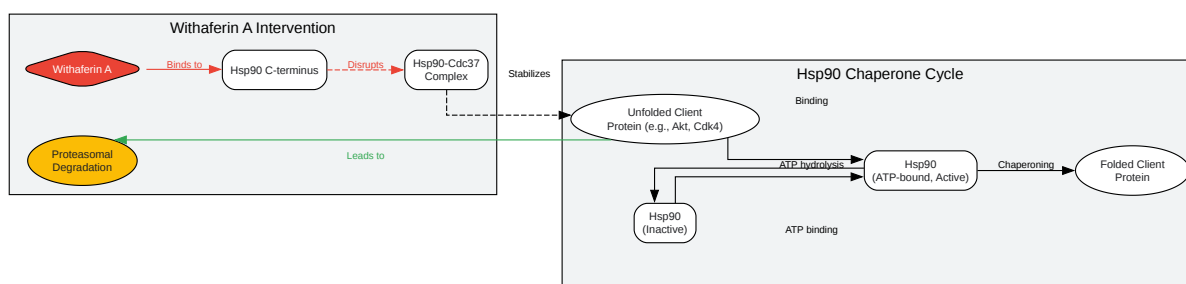 Withaferin A Intervention
Withaferin A
Binds to
Hsp90 C-terminus
Disrupts
Hsp90-Cdc37
Complex
Stabilizes
Proteasomal
Degradation
Leads to
Hsp90 Chaperone Cycle
Unfolded Client
Protein (e.g., Akt, Cdk4)
Binding
ATP hydrolysis
Hsp90
(ATP-bound, Active)
Chaperoning
Folded Client
Protein
Hsp90
(Inactive)
ATP binding